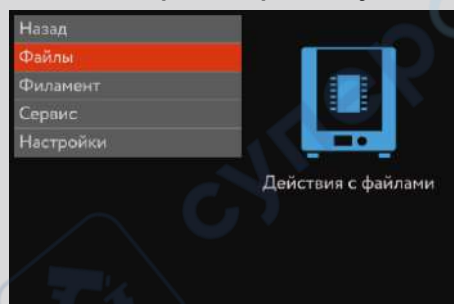 Назад
Файлы
Филамент
Сервис
Настройки
Действия с файлами